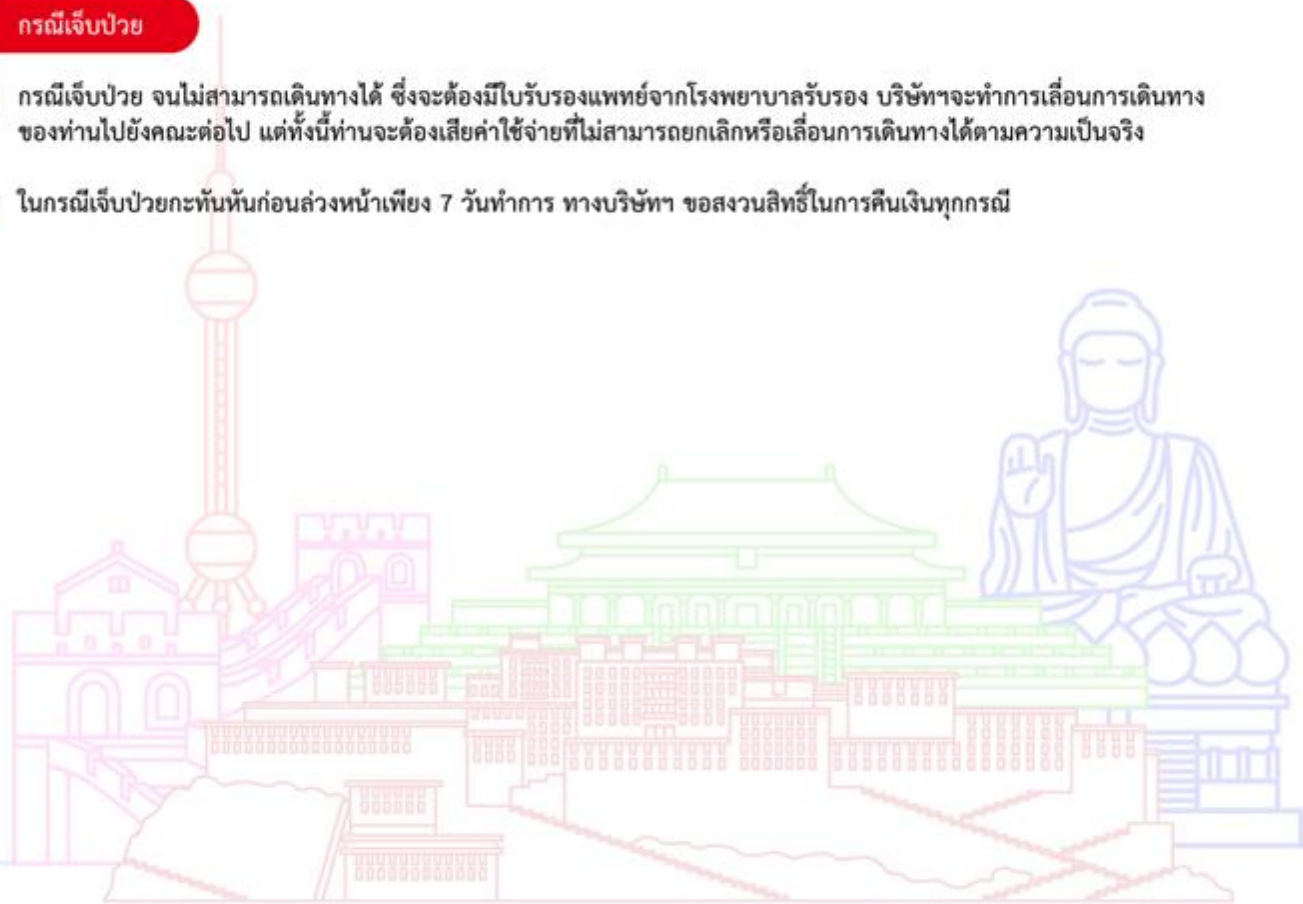 กรณีเจ็บป่วย
กรณีเจ็บป่วย จนไม่สามารถเดินทางได้ ซึ่งจะต้องมีใบรับรองแพทย์จากโรงพยาบาลรับรอง บริษัทฯจะทำการเลื่อนการเดินทาง
ของท่านไปยังคณะต่อไป แต่ทั้งนี้ท่านจะต้องเสียค่าใช้จ่ายที่ไม่สามารถยกเลิกหรือเลื่อนการเดินทางได้ตามความเป็นจริง
ในกรณีเจ็บป่วยกะทันหันก่อนล่วงหน้าเพียง 7 วันทำการ ทางบริษัทฯ ขอสงวนสิทธิ์ในการคืนเงินทุกกรณี